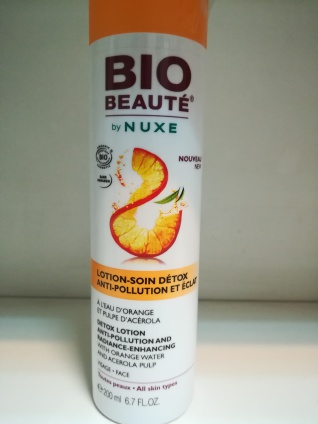 BIO
BEAUTÉ®
by NUXE
BIO
NOUVEAU
LOTION-SOIN DÉTOX
ANTI-POLLUTION ET ÉCLAT
À L'EAU D'ORANGE
ET PULPE D'ACÉROLA
DETOX LOTION
ANTI-POLLUTION AND
RADIANCE-ENHANCING
WITH ORANGE WATER
AND ACEROLA PULP
VISAGE • FACE
Toutes peaux • All skin types
e 200 ml 6.7 FL.OZ.